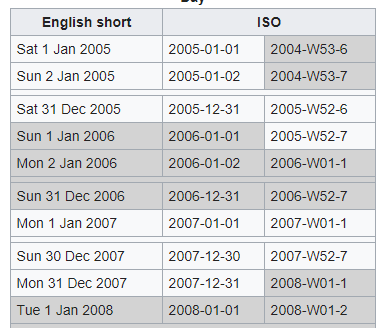 Day
English short ISO
Sat 1 Jan 2005 2005-01-01 2004-W53-6
Sun 2 Jan 2005 2005-01-02 2004-W53-7
Sat 31 Dec 2005 2005-12-31 2005-W52-6
Sun 1 Jan 2006 2006-01-01 2005-W52-7
Mon 2 Jan 2006 2006-01-02 2006-W01-1
Sun 31 Dec 2006 2006-12-31 2006-W52-7
Mon 1 Jan 2007 2007-01-01 2007-W01-1
Sun 30 Dec 2007 2007-12-30 2007-W52-7
Mon 31 Dec 2007 2007-12-31 2008-W01-1
Tue 1 Jan 2008 2008-01-01 2008-W01-2